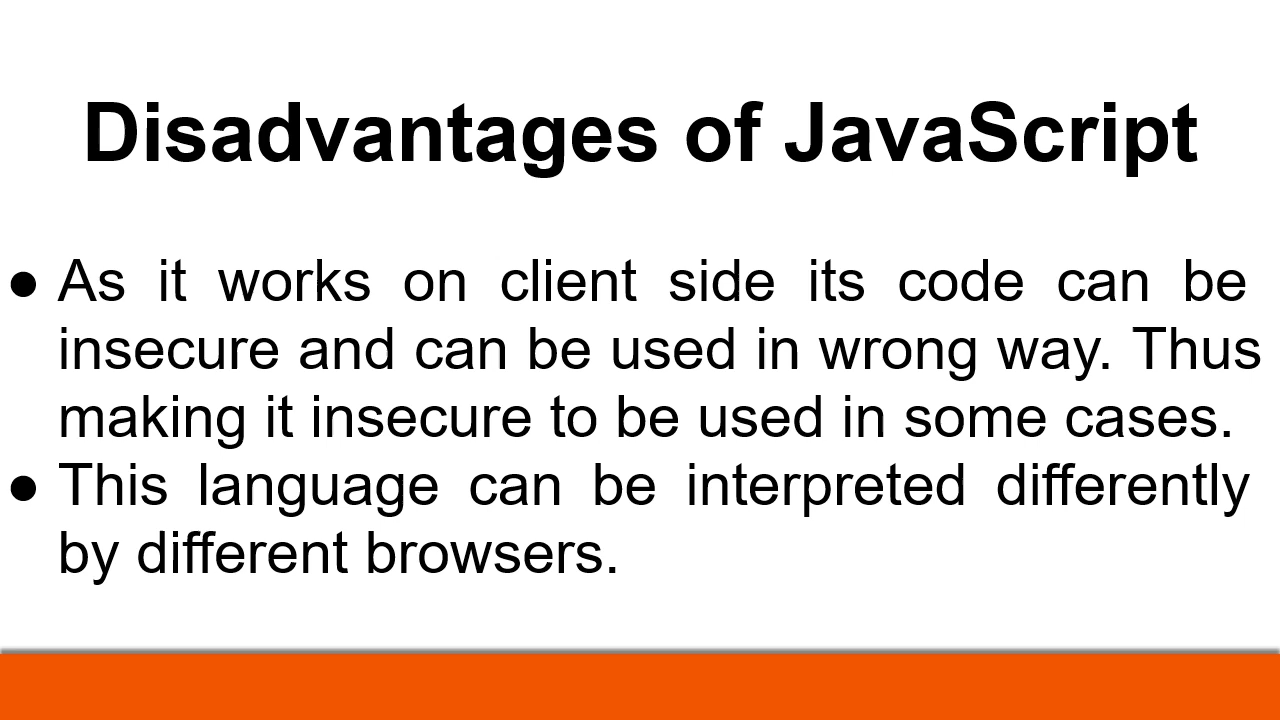 Disadvantages of JavaScript
● As it works on client side its code can be
insecure and can be used in wrong way. Thus
making it insecure to be used in some cases.
● This language can be interpreted differently
by different browsers.